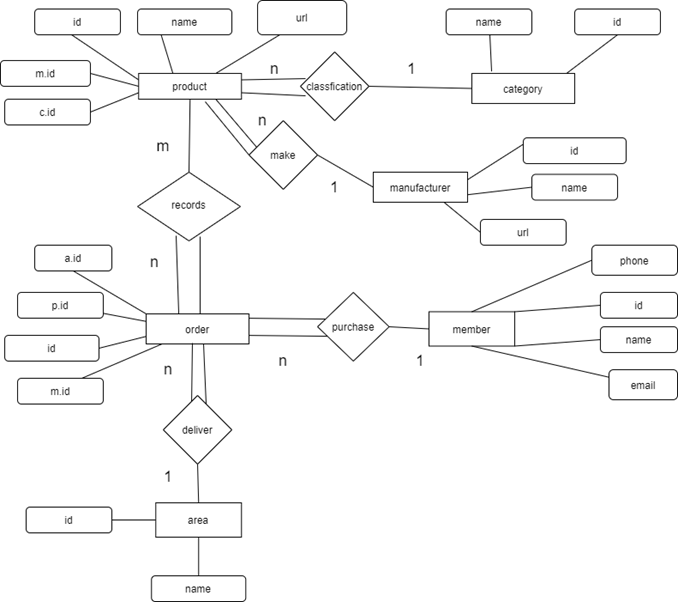 id
name
url
name
id
m.id
product
n
classfication
1
category
c.id
n
m
make
id
1
manufacturer
name
records
url
a.id
n
phone
p.id
id
order
purchase
member
name
id
n
n
1
m.id
email
deliver
1
id
area
name